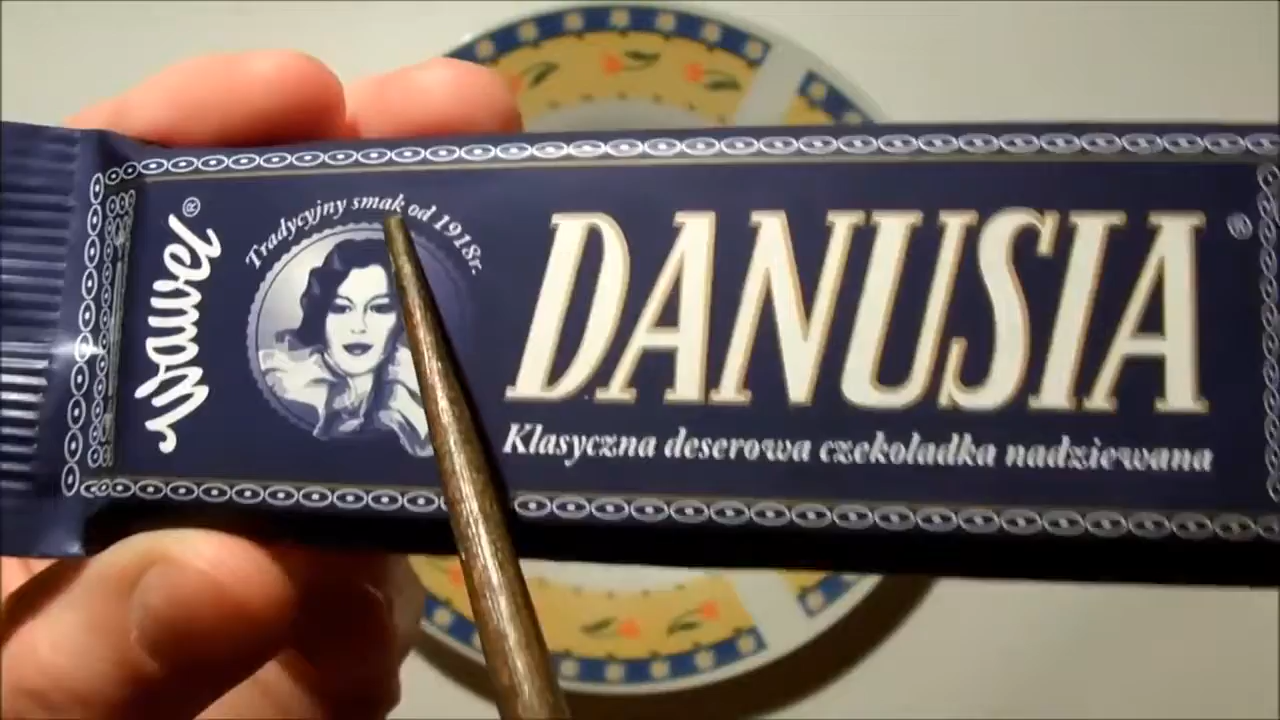 wawel®
Tradycyjny smak od 1918r.
DANUSIA®
Klasyczna deserowa czekoladka nadziewana